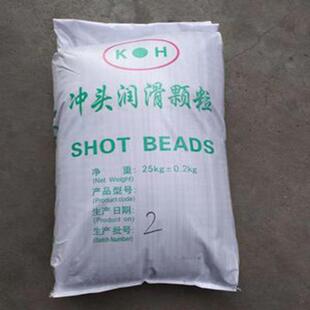 K H
冲头润滑颗粒
SHOT BEADS
净 重: 25kg±0.2kg
(Net Weight)
产品型号:
(Product code)
生产日期:
(Product on)
生产批号:
(Batch Number)
2